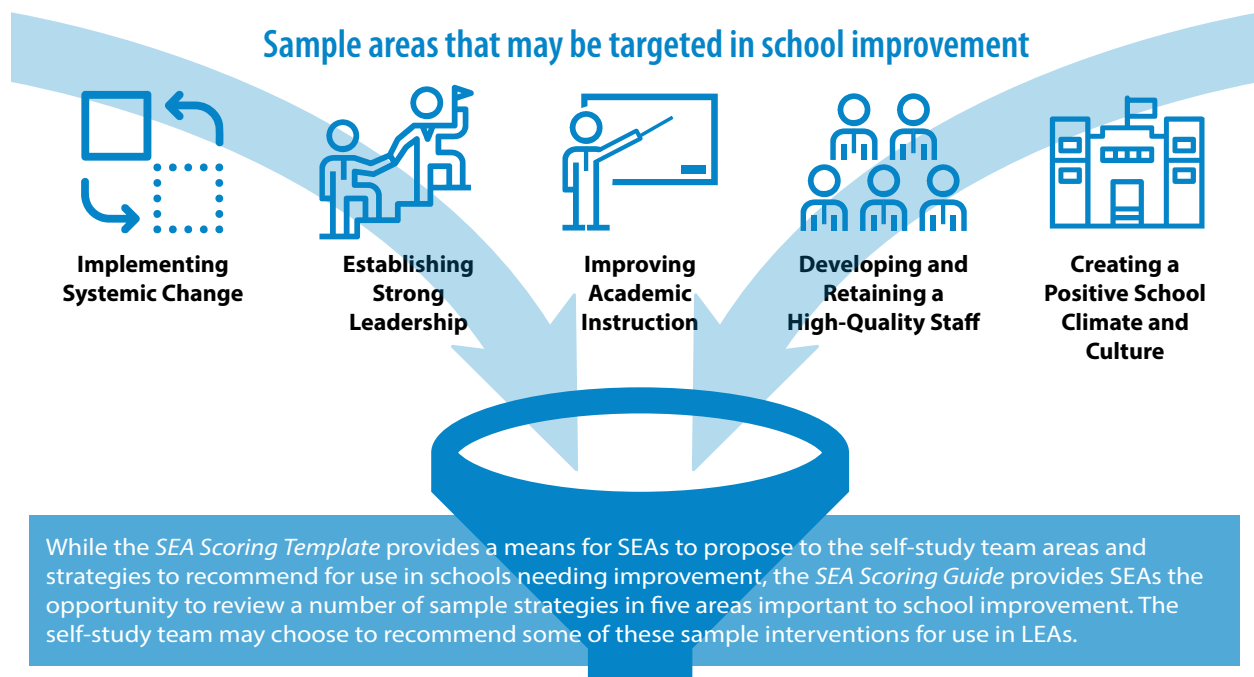 Sample areas that may be targeted in school improvement
Implementing
Systemic Change
Establishing
Strong
Leadership
Improving
Academic
Instruction
Developing and
Retaining a
High-Quality Staff
Creating a
Positive School
Climate and
Culture
While the SEA Scoring Template provides a means for SEAs to propose to the self-study team areas and
strategies to recommend for use in schools needing improvement, the SEA Scoring Guide provides SEAs the
opportunity to review a number of sample strategies in five areas important to school improvement. The
self-study team may choose to recommend some of these sample interventions for use in LEAs.